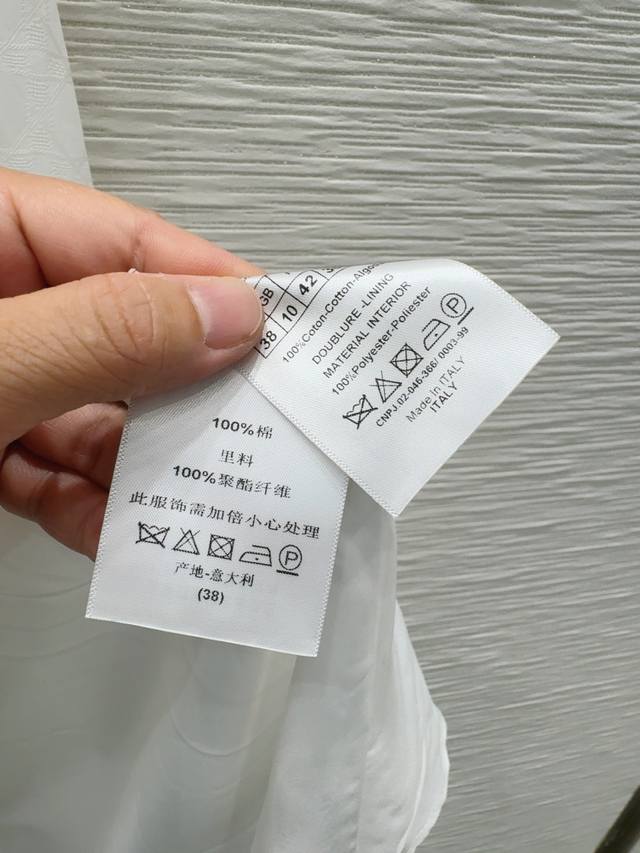 GB
38 10 42
100%Coton-Cotton-Algo
DOUBLURE-LINING
MATERIAL INTERIOR
100%Polyester-Poliester
P
CNPJ.02-046-366/ 0003-99
Made in ITALY
ITALY
100%棉
里料
100%聚酯纤维
此服饰需加倍小心处理
P
产地-意大利
(38)